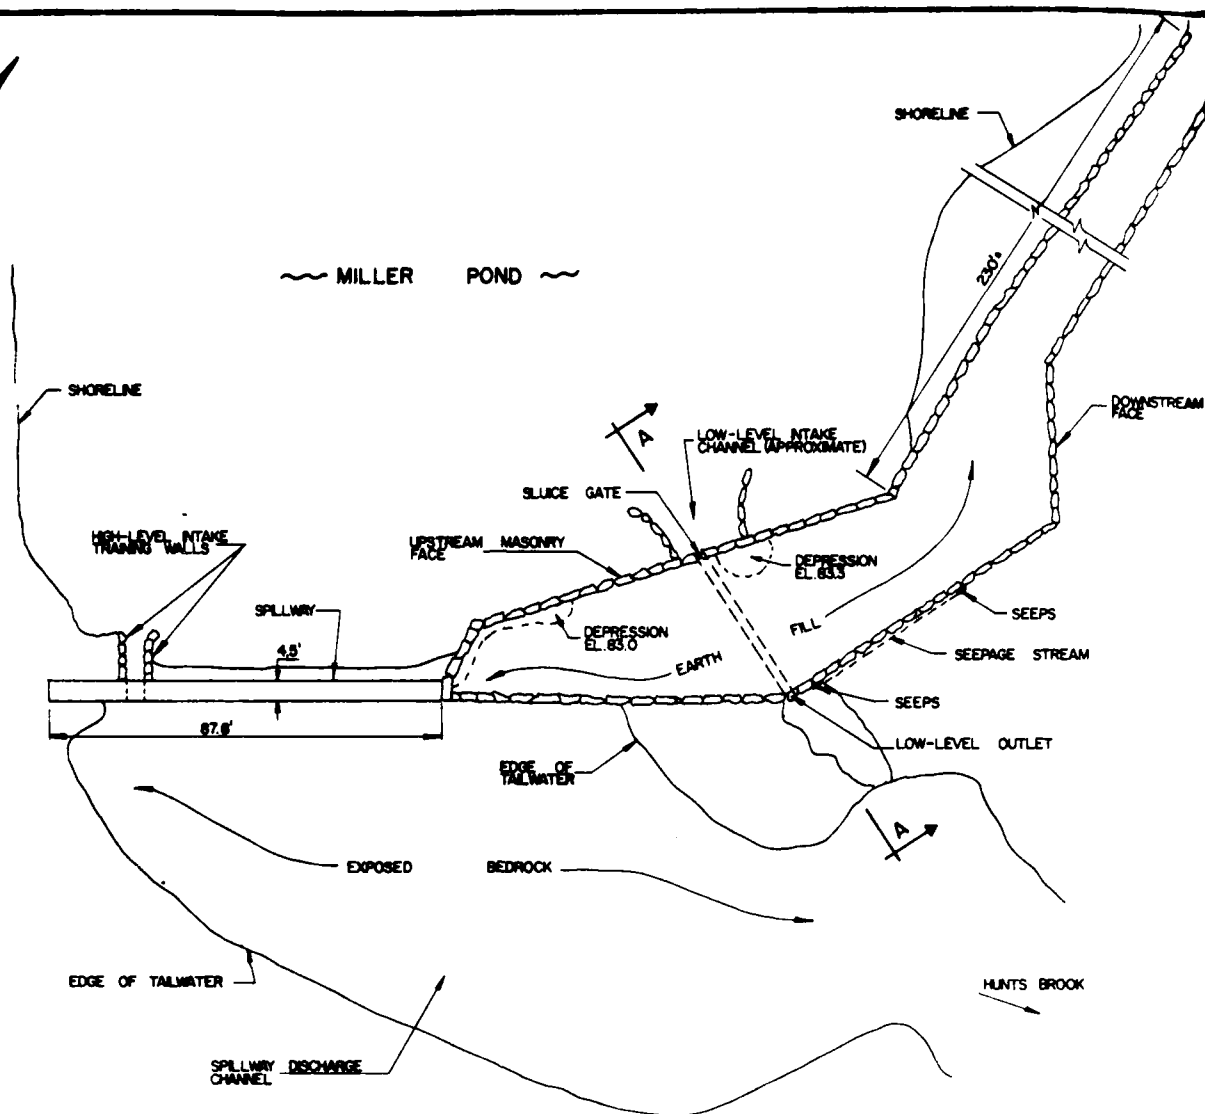 SHORELINE
230'±
~ MILLER POND ~
SHORELINE
DOWNSTREAM
FACE
A
LOW-LEVEL INTAKE
CHANNEL (APPROXIMATE)
SLUICE GATE
HIGH-LEVEL INTAKE
TRAINING WALLS
UPSTREAM MASONRY
FACE
DEPRESSION
EL. 83.3
SPILLWAY
SEEPS
FILL
DEPRESSION
EL. 83.0
4.5'
SEEPAGE STREAM
EARTH
SEEPS
87.8'
LOW-LEVEL OUTLET
EDGE OF
TAILWATER
A
EXPOSED BEDROCK
EDGE OF TAILWATER
HUNTS BROOK
SPILLWAY DISCHARGE
CHANNEL